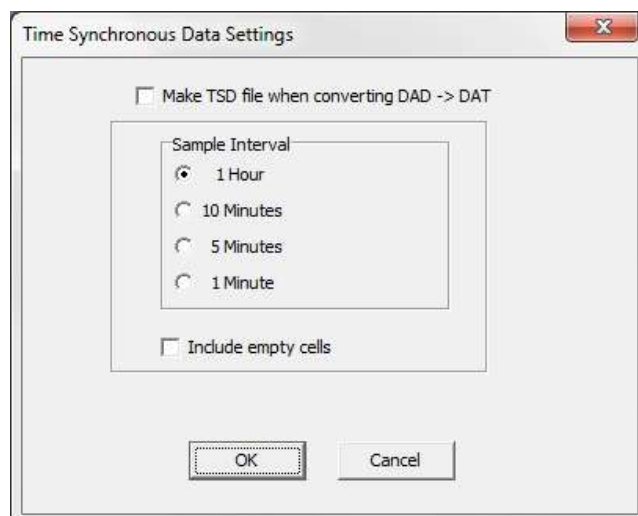 Time Synchronous Data Settings
Make TSD file when converting DAD -> DAT
Sample Interval
1 Hour
10 Minutes
5 Minutes
1 Minute
Include empty cells
OK Cancel